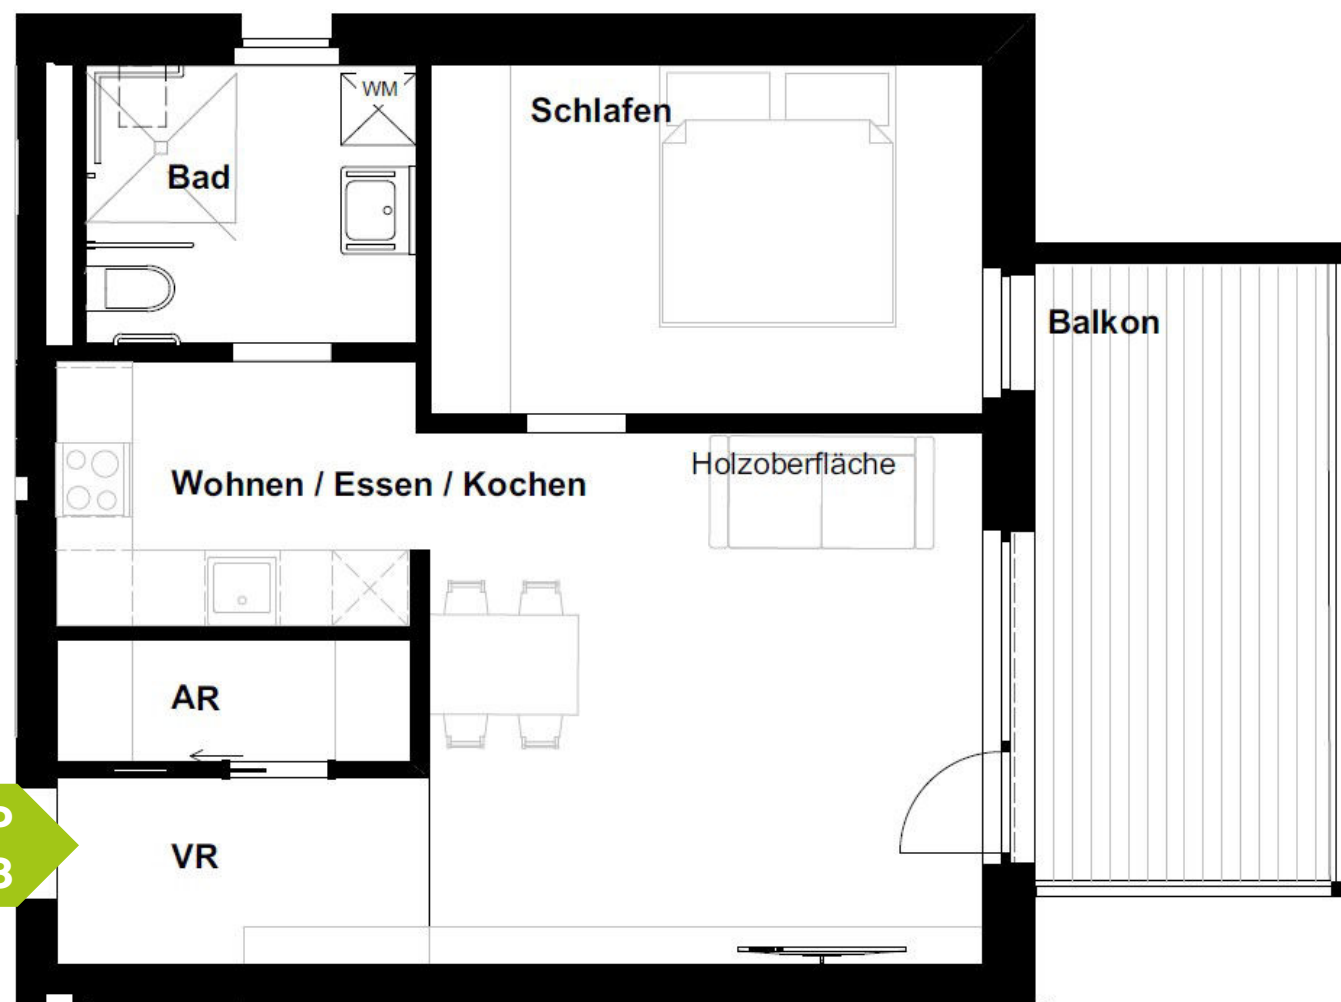 WM
Schlafen
Bad
Balkon
Holzoberfläche
Wohnen / Essen / Kochen
AR
VR